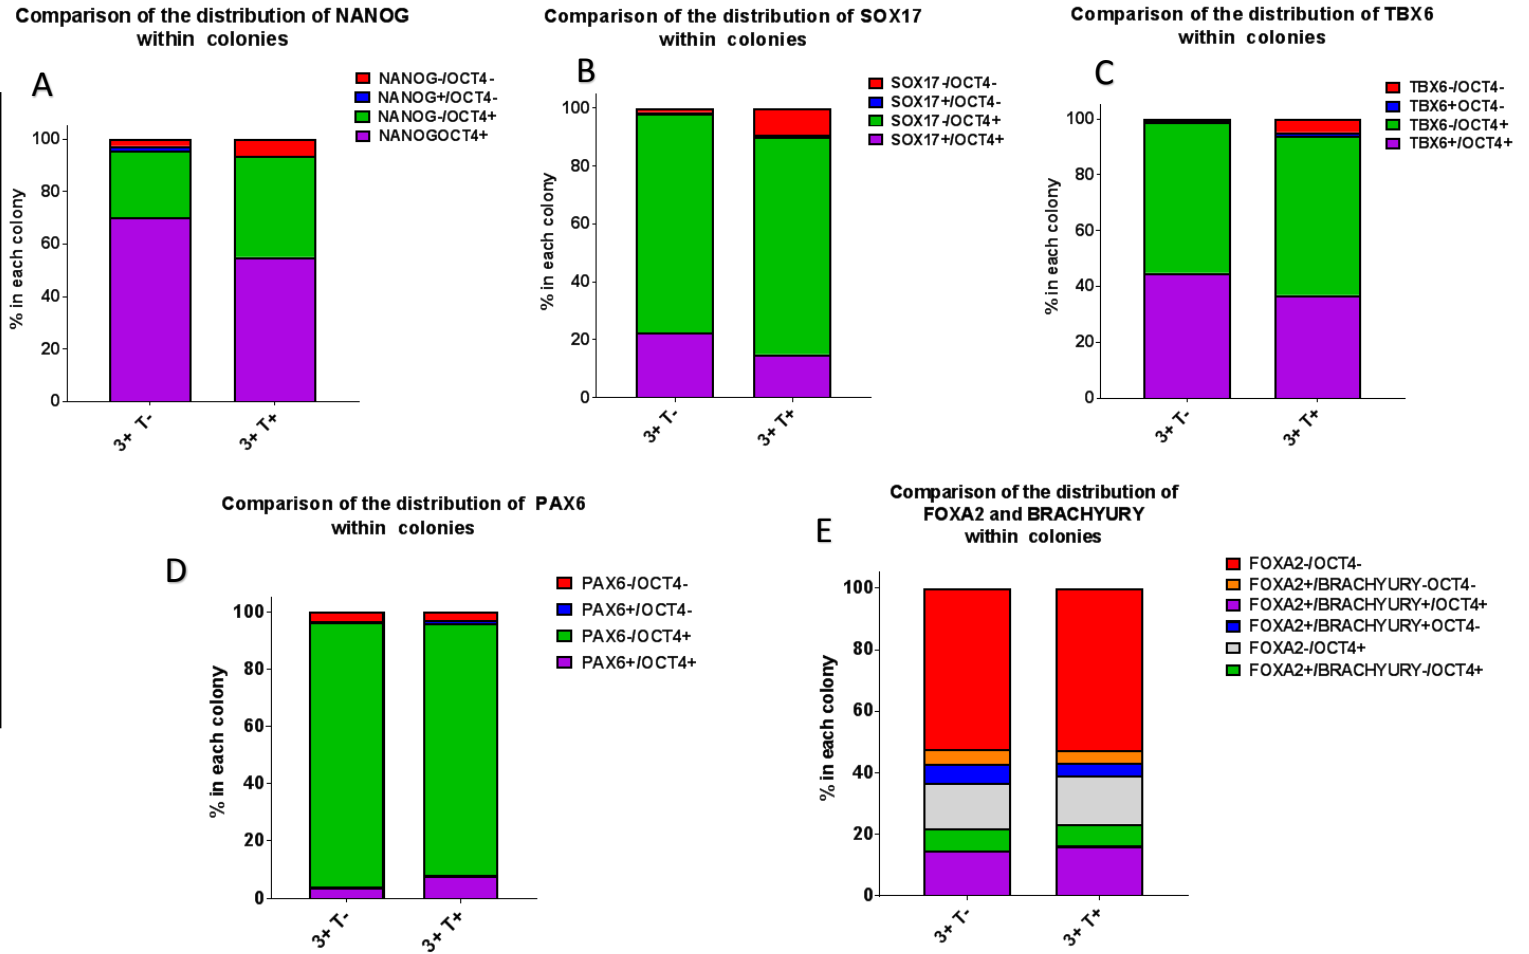 Comparison of the distribution of NANOG
within colonies
A
NANOG-/OCT4-
NANOG+/OCT4-
NANOG-/OCT4+
NANOGOCT4+
% in each colony
100
80
60
40
20
0
3+ T-
3+ T+
Comparison of the distribution of SOX17
within colonies
B
SOX17-/OCT4-
SOX17+/OCT4-
SOX17-/OCT4+
SOX17+/OCT4+
% in each colony
100
80
60
40
20
0
3+ T-
3+ T+
Comparison of the distribution of TBX6
within colonies
C
TBX6-/OCT4-
TBX6+OCT4-
TBX6-/OCT4+
TBX6+/OCT4+
% in each colony
100
80
60
40
20
0
3+ T-
3+ T+
Comparison of the distribution of PAX6
within colonies
D
PAX6-/OCT4-
PAX6+/OCT4-
PAX6-/OCT4+
PAX6+/OCT4+
% in each colony
100
80
60
40
20
0
3+ T-
3+ T+
Comparison of the distribution of
FOXA2 and BRACHYURY
within colonies
E
FOXA2-/OCT4-
FOXA2+/BRACHYURY-OCT4-
FOXA2+/BRACHYURY+/OCT4+
FOXA2+/BRACHYURY+OCT4-
FOXA2-/OCT4+
FOXA2+/BRACHYURY-/OCT4+
% in each colony
100
80
60
40
20
0
3+ T-
3+ T+